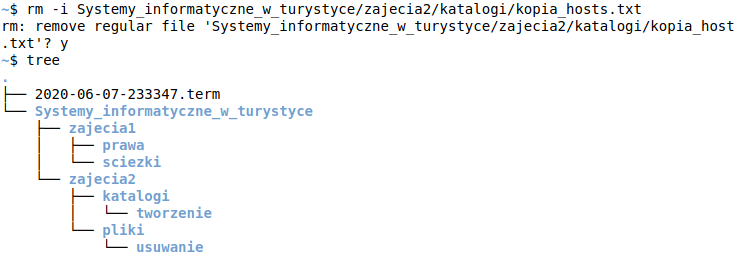 ~$ rm -i Systemy_informatyczne_w_turystyce/zajecia2/katalogi/kopia_hosts.txt
rm: remove regular file 'Systemy_informatyczne_w_turystyce/zajecia2/katalogi/kopia_host
.txt'? y
~$ tree
.
├── 2020-06-07-233347.term
└── Systemy_informatyczne_w_turystyce
    ├── zajecia1
    │   ├── prawa
    │   └── sciezki
    └── zajecia2
        ├── katalogi
        │   └── tworzenie
        └── pliki
            └── usuwanie